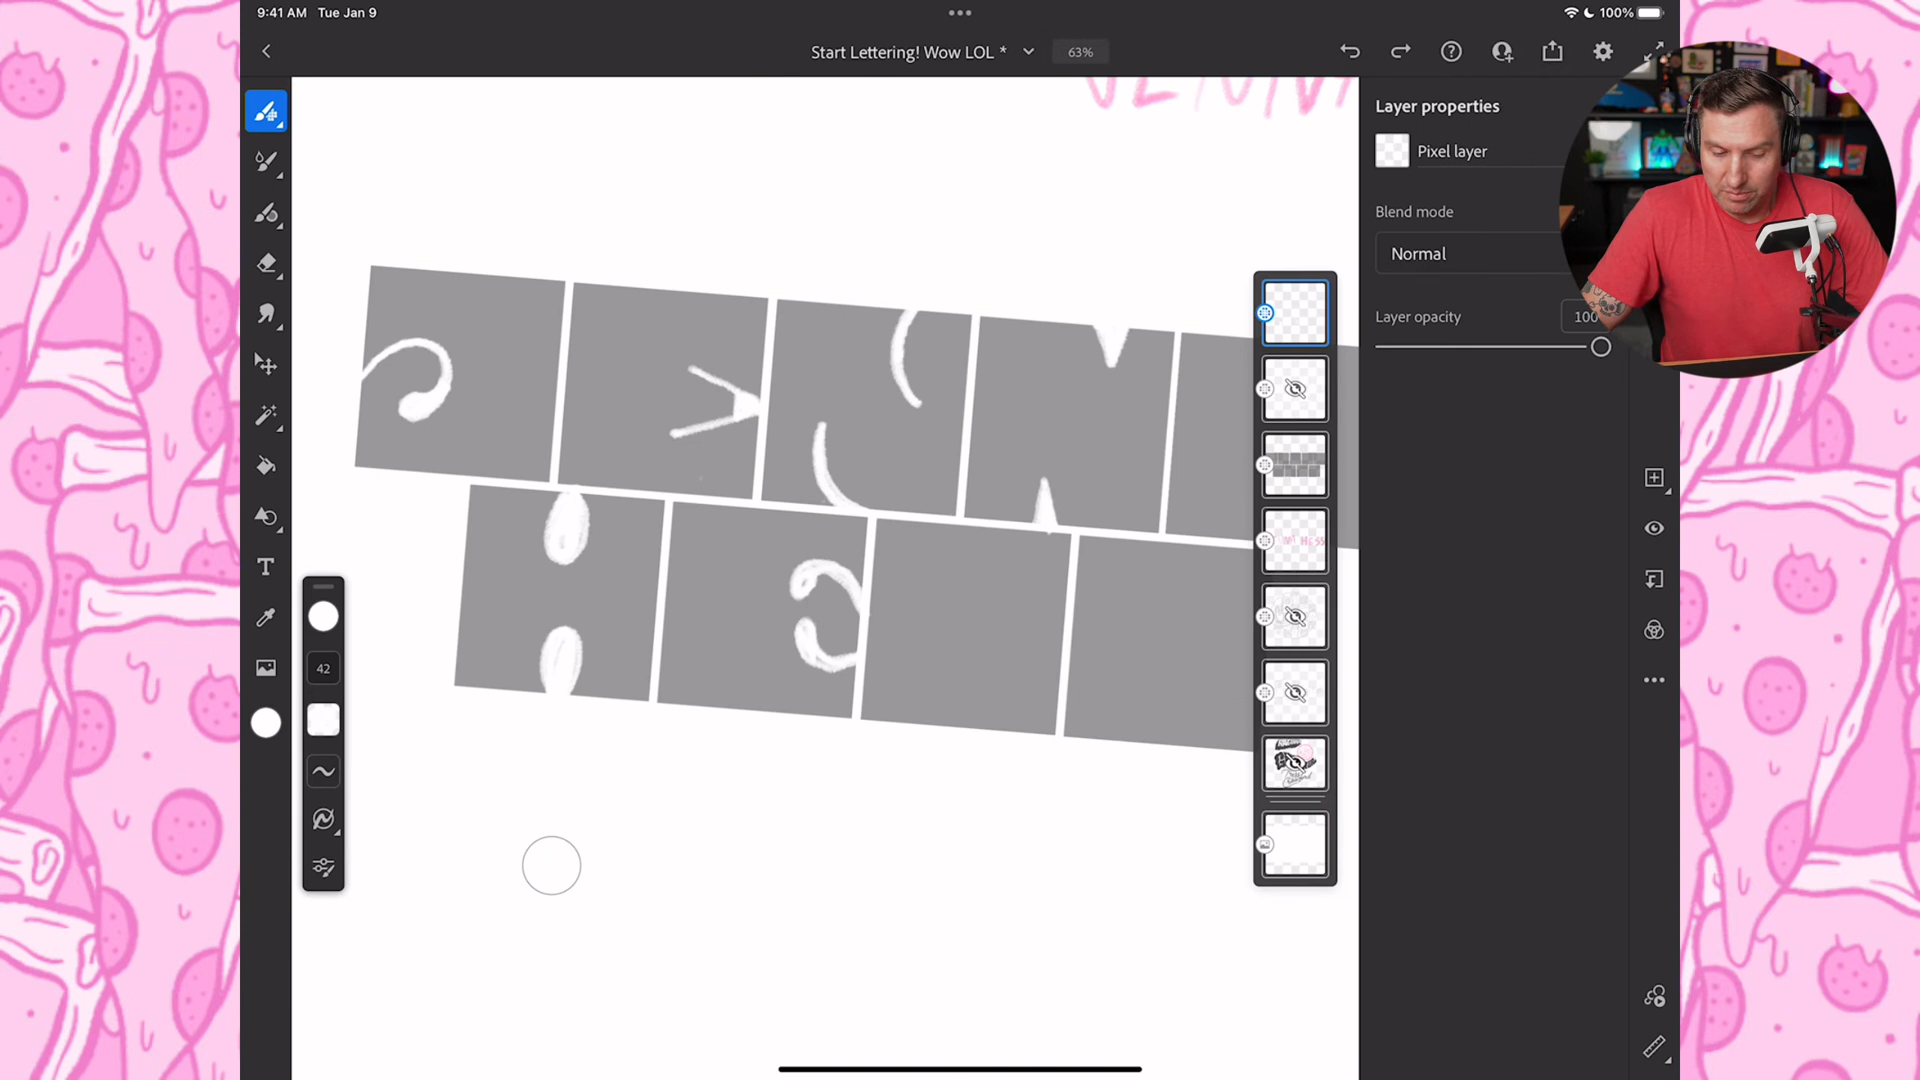 9:41 AM Tue Jan 9
100%
Start Lettering! Wow LOL *
63%
Layer properties
Pixel layer
Blend mode
Normal
Layer opacity
100
42